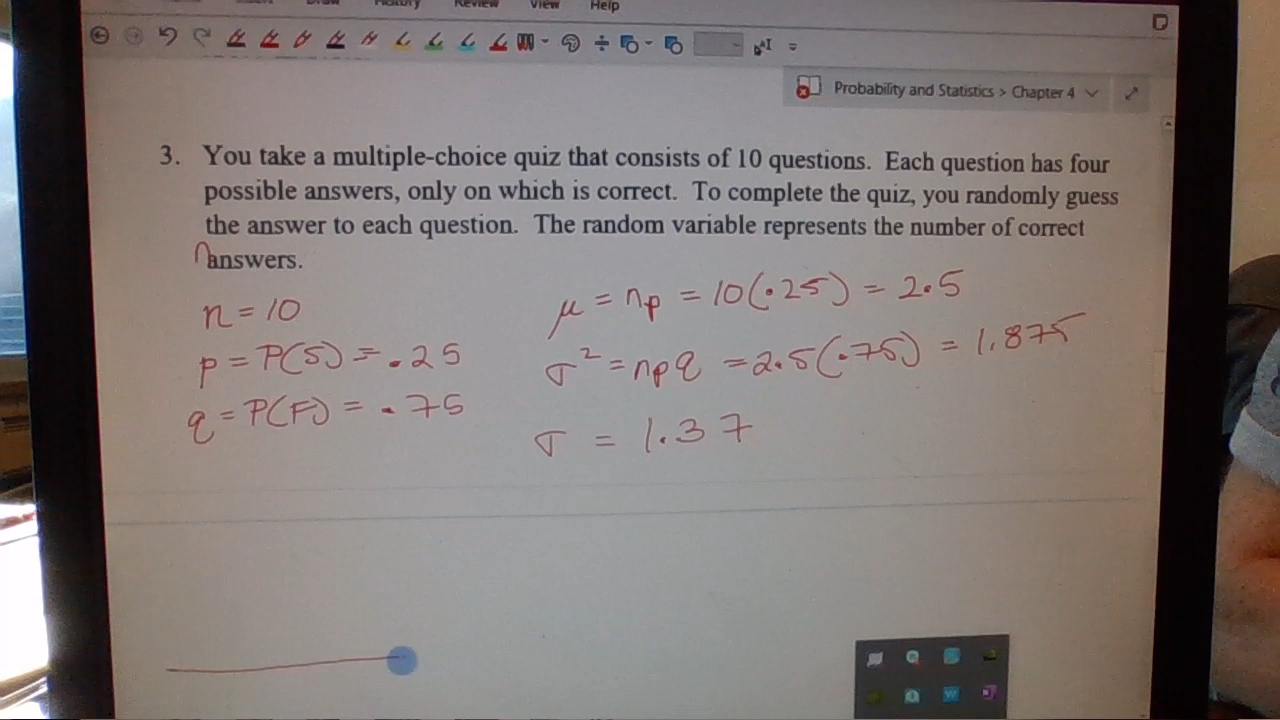 History Review View Help
Probability and Statistics > Chapter 4
3. You take a multiple-choice quiz that consists of 10 questions. Each question has four
possible answers, only on which is correct. To complete the quiz, you randomly guess
the answer to each question. The random variable represents the number of correct
answers.
n = 10
p = P(S) = .25
q = P(F) = .75
μ = np = 10(.25) = 2.5
σ² = npq = 2.5(.75) = 1.875
σ = 1.37